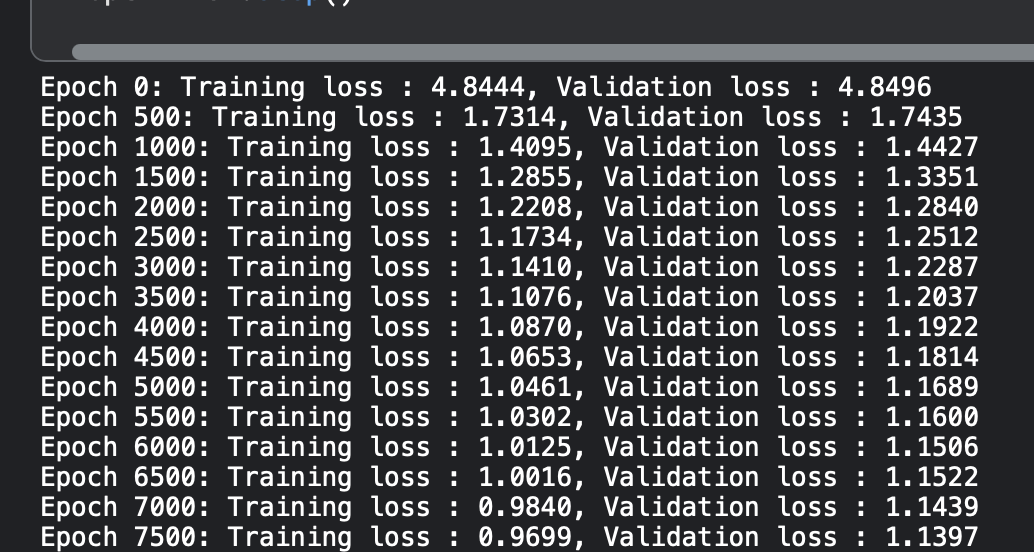 Epoch 0: Training loss : 4.8444, Validation loss : 4.8496
Epoch 500: Training loss : 1.7314, Validation loss : 1.7435
Epoch 1000: Training loss : 1.4095, Validation loss : 1.4427
Epoch 1500: Training loss : 1.2855, Validation loss : 1.3351
Epoch 2000: Training loss : 1.2208, Validation loss : 1.2840
Epoch 2500: Training loss : 1.1734, Validation loss : 1.2512
Epoch 3000: Training loss : 1.1410, Validation loss : 1.2287
Epoch 3500: Training loss : 1.1076, Validation loss : 1.2037
Epoch 4000: Training loss : 1.0870, Validation loss : 1.1922
Epoch 4500: Training loss : 1.0653, Validation loss : 1.1814
Epoch 5000: Training loss : 1.0461, Validation loss : 1.1689
Epoch 5500: Training loss : 1.0302, Validation loss : 1.1600
Epoch 6000: Training loss : 1.0125, Validation loss : 1.1506
Epoch 6500: Training loss : 1.0016, Validation loss : 1.1522
Epoch 7000: Training loss : 0.9840, Validation loss : 1.1439
Epoch 7500: Training loss : 0.9699, Validation loss : 1.1397